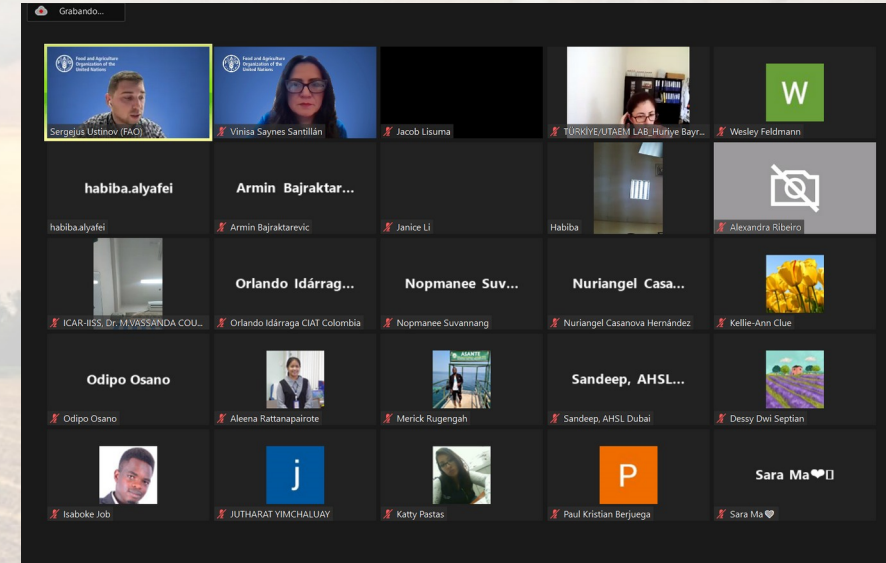 Grabando...
Food and Agriculture
Organization of the
United Nations
Sergejus Ustinov (FAO)
Food and Agriculture
Organization of the
United Nations
Vinisa Saynes Santillán
Jacob Lisuma
TÜRKİYE/UTAEM LAB_Huriye Bayr...
W
Wesley Feldmann
habiba.alyafei
habiba.alyafei
Armin Bajraktar...
Armin Bajraktarevic
Janice Li
Habiba
Alexandra Ribeiro
ICAR-IISS, Dr. M.VASSANDA COU...
Orlando Idárrag...
Orlando Idárraga CIAT Colombia
Nopmanee Suv...
Nopmanee Suvannang
Nuriangel Casa...
Nuriangel Casanova Hernández
Kellie-Ann Clue
Odipo Osano
Odipo Osano
Aleena Rattanapairote
ASANTE
Merick Rugengah
Sandeep, AHSL...
Sandeep, AHSL Dubai
Dessy Dwi Septian
Isaboke Job
j
JUTHARAT YIMCHALUAY
Katty Pastas
P
Paul Kristian Berjuega
Sara Ma❤▯
Sara Ma🤎